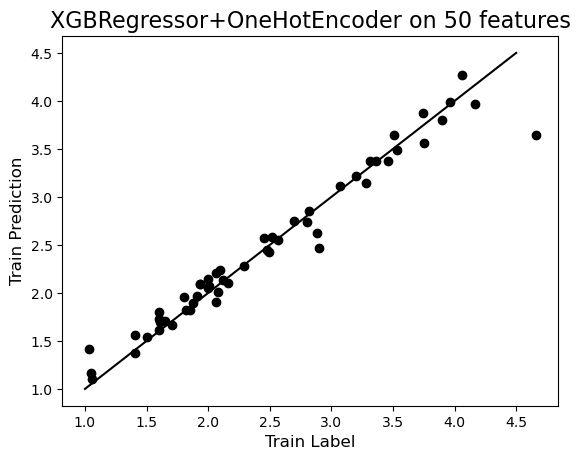 XGBRegressor+OneHotEncoder on 50 features
4.5
4.0
3.5
3.0
2.5
2.0
1.5
1.0
Train Prediction
1.0 1.5 2.0 2.5 3.0 3.5 4.0 4.5
Train Label